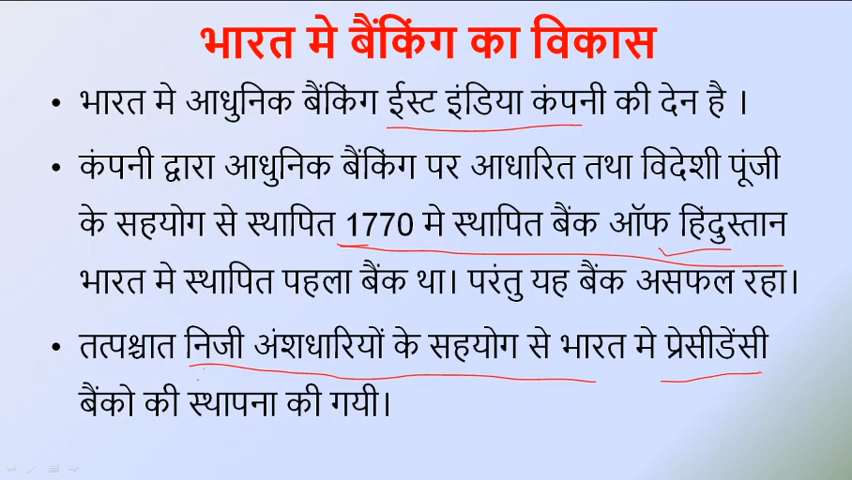 भारत मे बैंकिंग का विकास
• भारत मे आधुनिक बैंकिंग ईस्ट इंडिया कंपनी की देन है ।
• कंपनी द्वारा आधुनिक बैंकिंग पर आधारित तथा विदेशी पूंजी
के सहयोग से स्थापित 1770 मे स्थापित बैंक ऑफ हिंदुस्तान
भारत मे स्थापित पहला बैंक था। परंतु यह बैंक असफल रहा।
• तत्पश्चात निजी अंशधारियों के सहयोग से भारत मे प्रेसीडेंसी
बैंको की स्थापना की गयी।